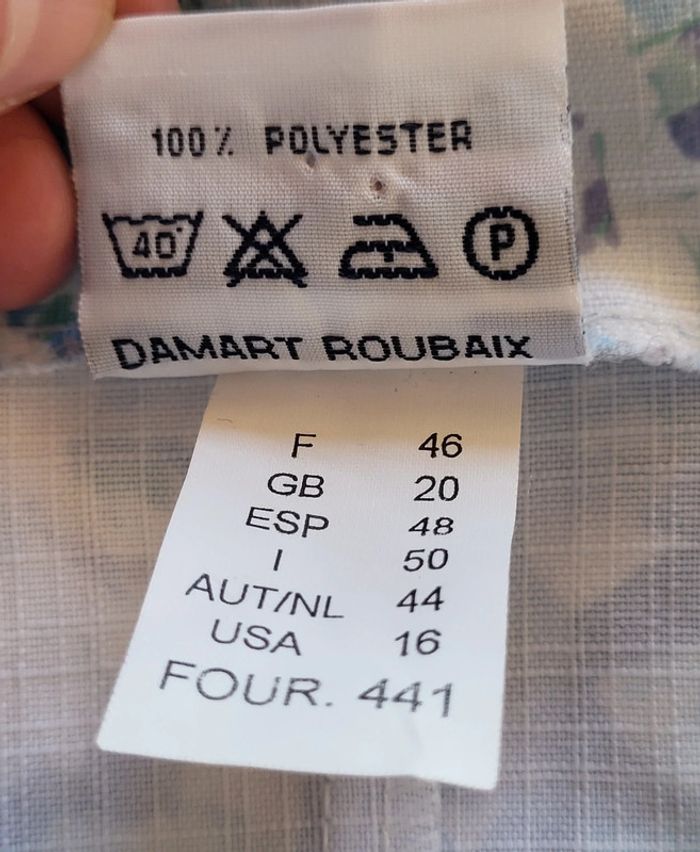 100% POLYESTER
40° P
DAMART ROUBAIX
F 46
GB 20
ESP 48
I 50
AUT/NL 44
USA 16
FOUR. 441